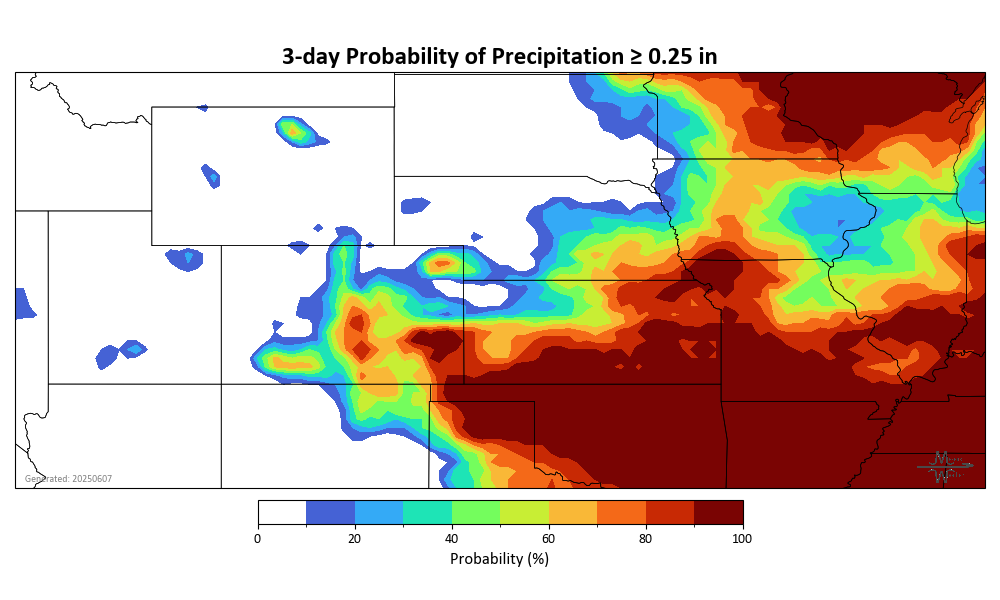 3-day Probability of Precipitation ≥ 0.25 in
Generated: 20250607
0 20 40 60 80 100
Probability (%)